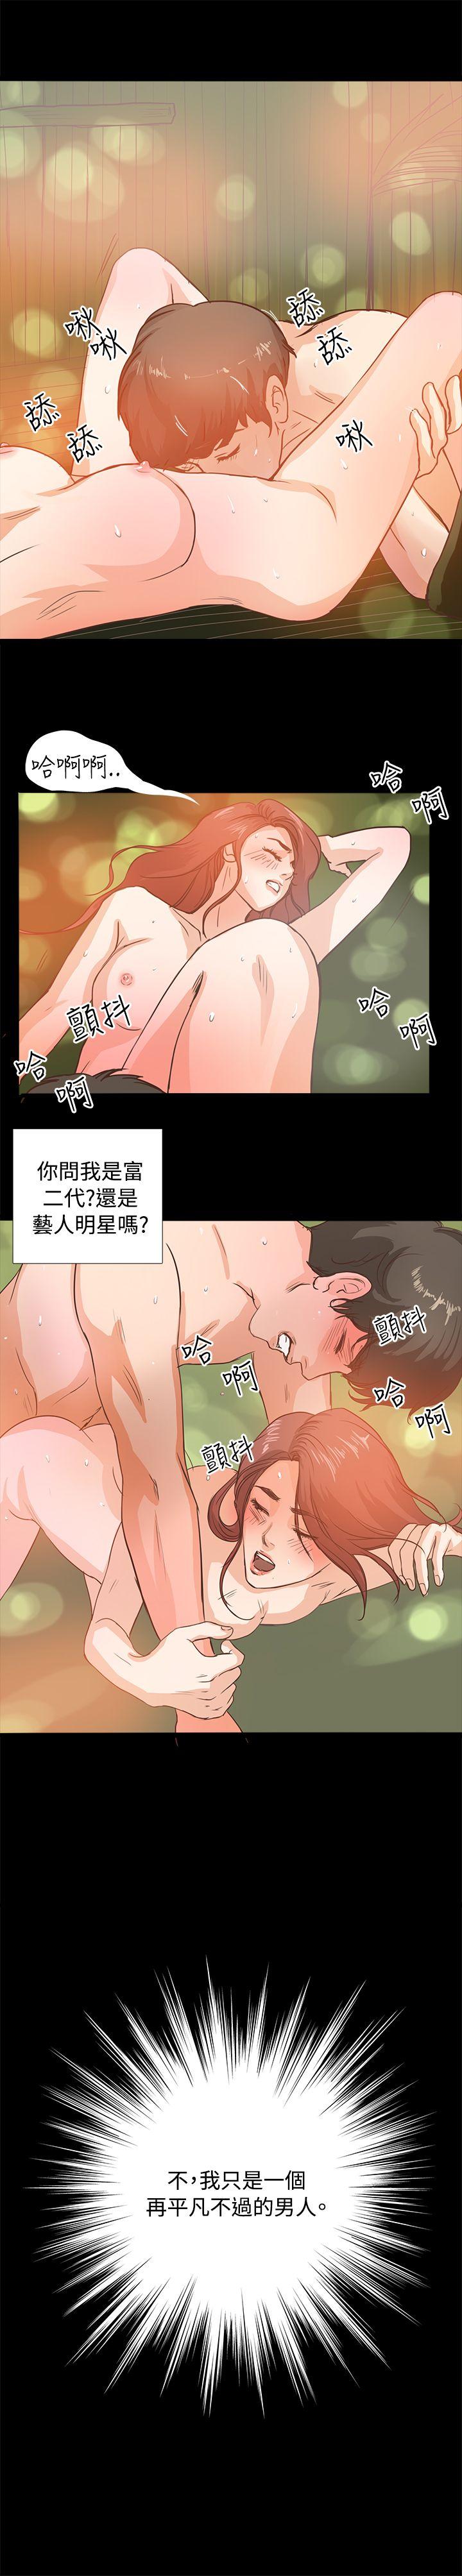 啾
啾
舔
舔
舔
舔
啾
哈啊啊..
哈
啊
顫抖
哈
啊
哈
啊
你問我是富
二代?還是
藝人明星嗎?
顫抖
哈
啊
哈
啊
顫抖
不,我只是一個
再平凡不過的男人。